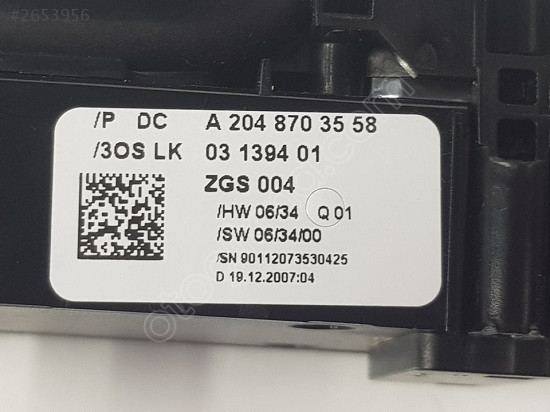 #2653956
/P DC A 204 870 35 58
/3OS LK 03 1394 01
ZGS 004
/HW 06/34 Q 01
/SW 06/34/00
/SN 90112073530425
D 19.12.2007:04